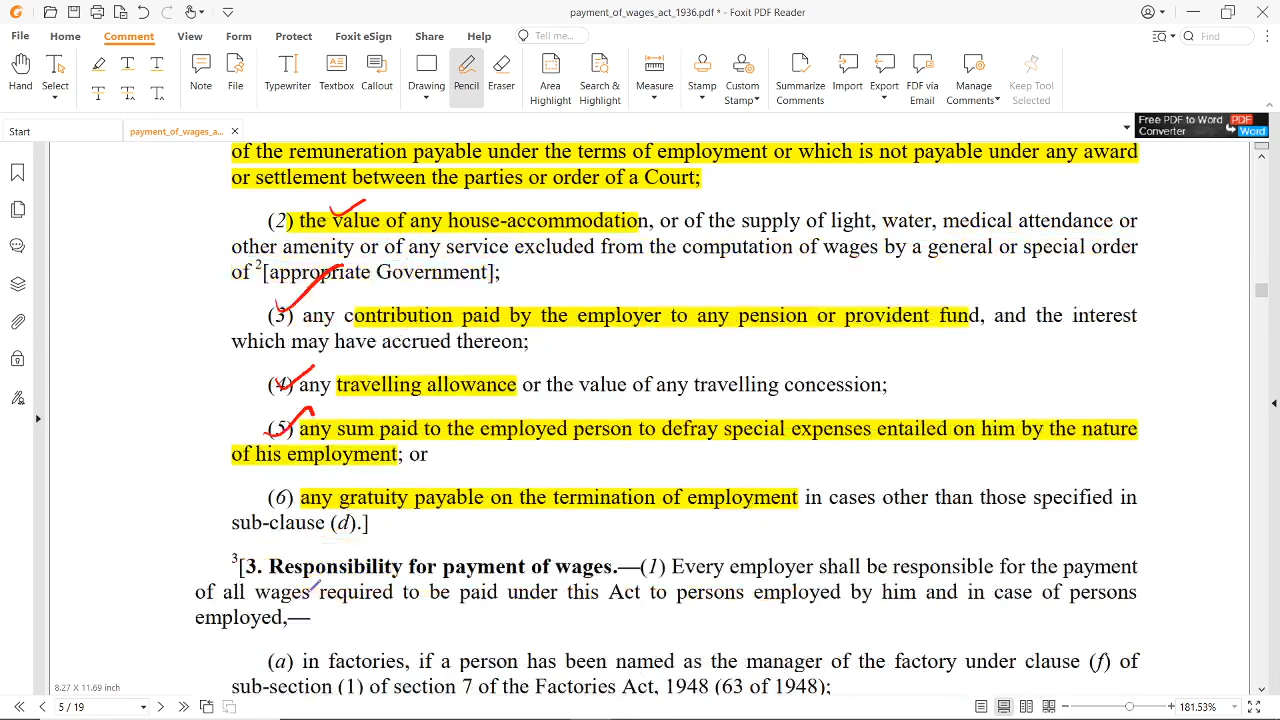 payment_of_wages_act_1936.pdf * - Foxit PDF Reader
File Home Comment View Form Protect Foxit eSign Share Help Tell me... Find
Hand Select Note File Typewriter Textbox Callout Drawing Pencil Eraser Area Highlight Search & Highlight Measure Stamp Custom Stamp Summarize Comments Import Export FDF via Email Manage Comments Keep Tool Selected
Start payment_of_wages_a... Free PDF to Word Converter PDF Word
of the remuneration payable under the terms of employment or which is not payable under any award
or settlement between the parties or order of a Court;
(2) the value of any house-accommodation, or of the supply of light, water, medical attendance or
other amenity or of any service excluded from the computation of wages by a general or special order
of 2[appropriate Government];
(3) any contribution paid by the employer to any pension or provident fund, and the interest
which may have accrued thereon;
(4) any travelling allowance or the value of any travelling concession;
(5) any sum paid to the employed person to defray special expenses entailed on him by the nature
of his employment; or
(6) any gratuity payable on the termination of employment in cases other than those specified in
sub-clause (d).]
3[3. Responsibility for payment of wages.—(1) Every employer shall be responsible for the payment
of all wages required to be paid under this Act to persons employed by him and in case of persons
employed,—
(a) in factories, if a person has been named as the manager of the factory under clause (f) of
sub-section (1) of section 7 of the Factories Act, 1948 (63 of 1948);
8.27 x 11.69 inch
5 / 19 181.53%